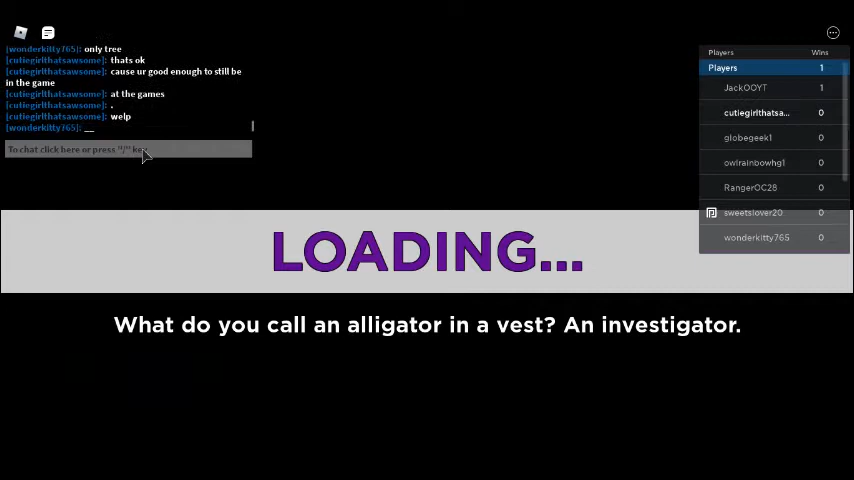 [wonderkitty765]: only tree
[cutiegirlthatsawsome]: thats ok
[cutiegirlthatsawsome]: cause ur good enough to still be
in the game
[cutiegirlthatsawsome]: at the games
[cutiegirlthatsawsome]: .
[cutiegirlthatsawsome]: welp
[wonderkitty765]: __
To chat click here or press "/" key
Players Wins
Players 1
JackOOYT 1
cutiegirlthatsa... 0
globegeek1 0
owlrainbowhg1 0
RangerOC28 0
sweetslover20 0
wonderkitty765 0
LOADING...
What do you call an alligator in a vest? An investigator.